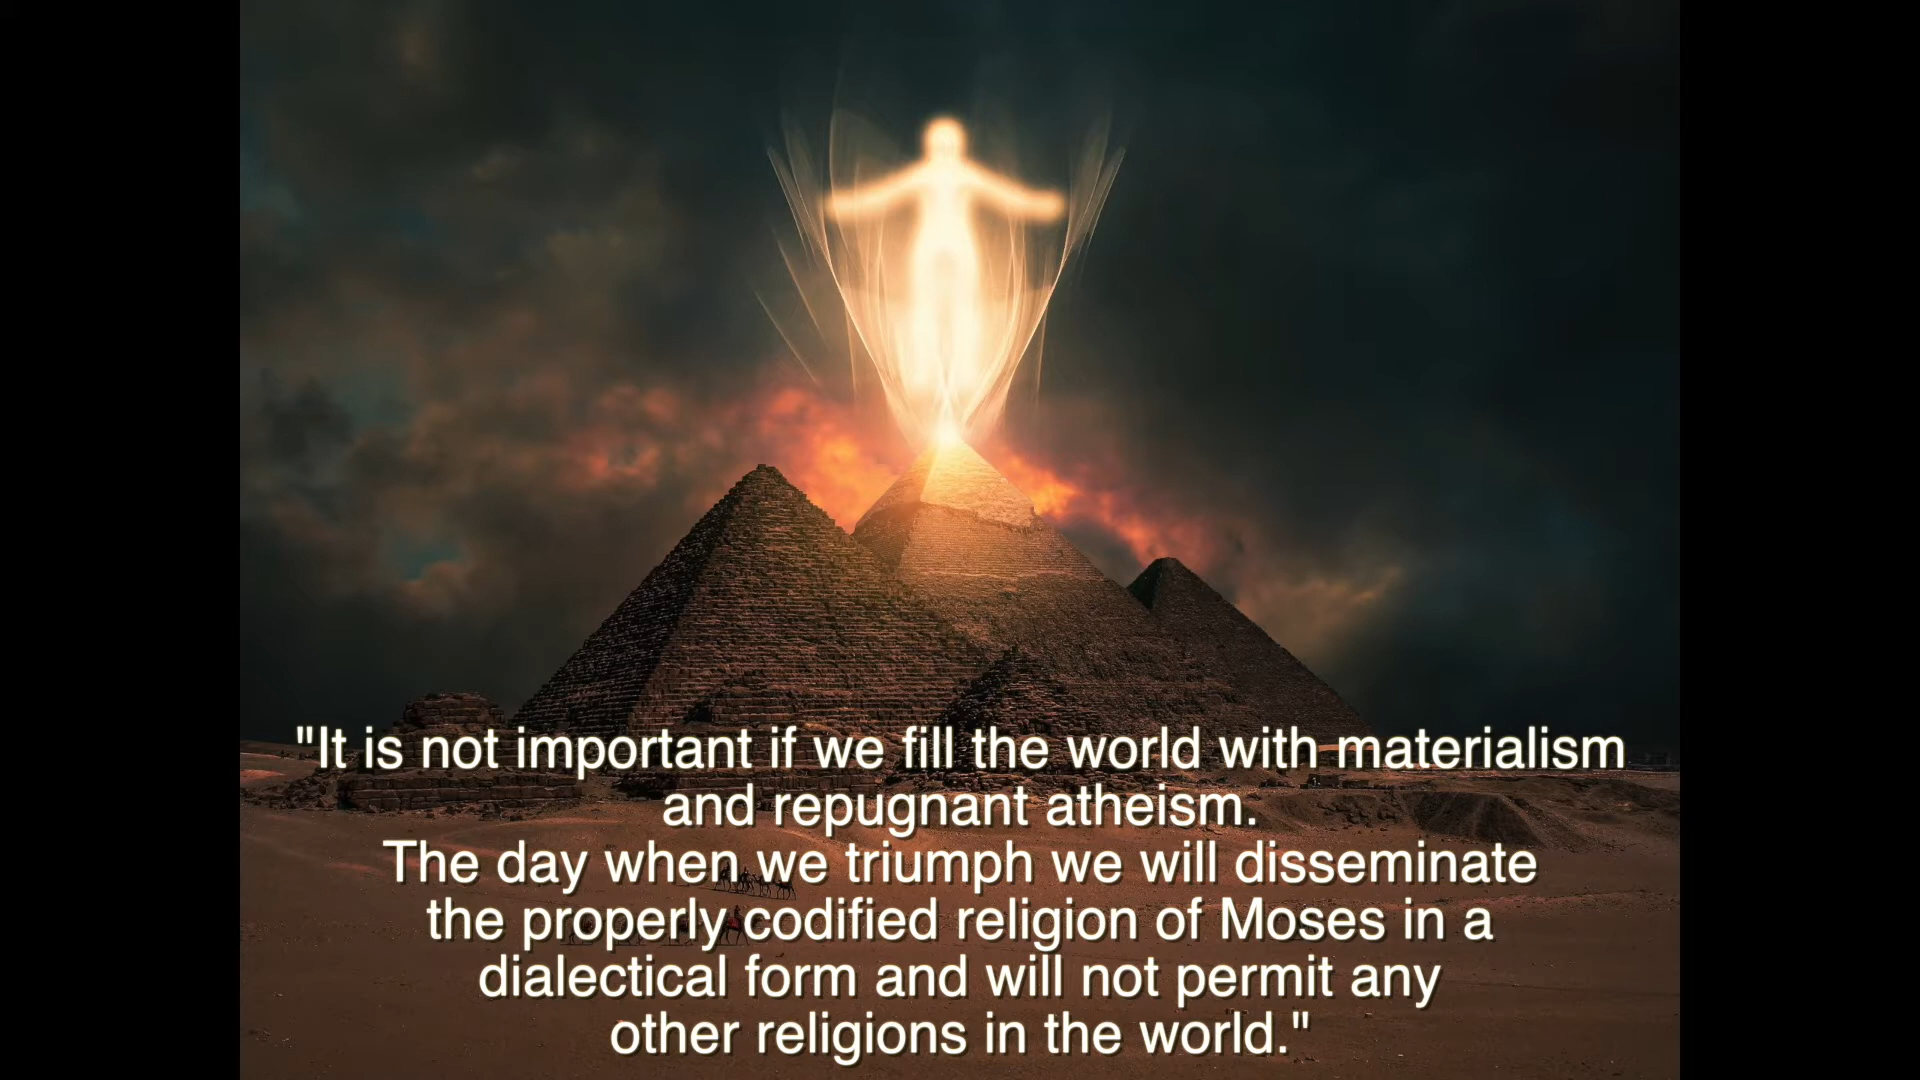 "It is not important if we fill the world with materialism
and repugnant atheism.
The day when we triumph we will disseminate
the properly codified religion of Moses in a
dialectical form and will not permit any
other religions in the world."